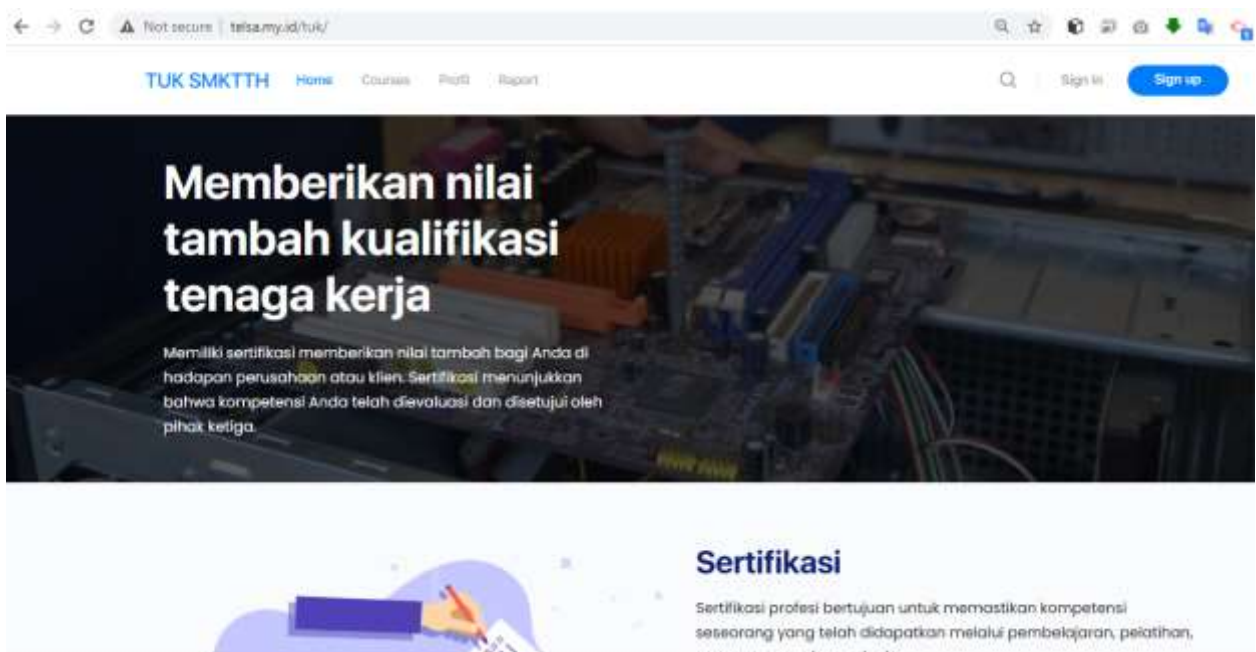 Not secure | telsa.my.id/tuk/
TUK SMKTTH Home Courses Profil Raport Sign in Sign up
Memberikan nilai
tambah kualifikasi
tenaga kerja
Memiliki sertifikasi memberikan nilai tambah bagi Anda di
hadapan perusahaan atau klien. Sertifikasi menunjukkan
bahwa kompetensi Anda telah dievaluasi dan disetujui oleh
pihak ketiga.
Sertifikasi
Sertifikasi profesi bertujuan untuk memastikan kompetensi
seseorang yang telah didapatkan melalui pembelajaran, pelatihan,